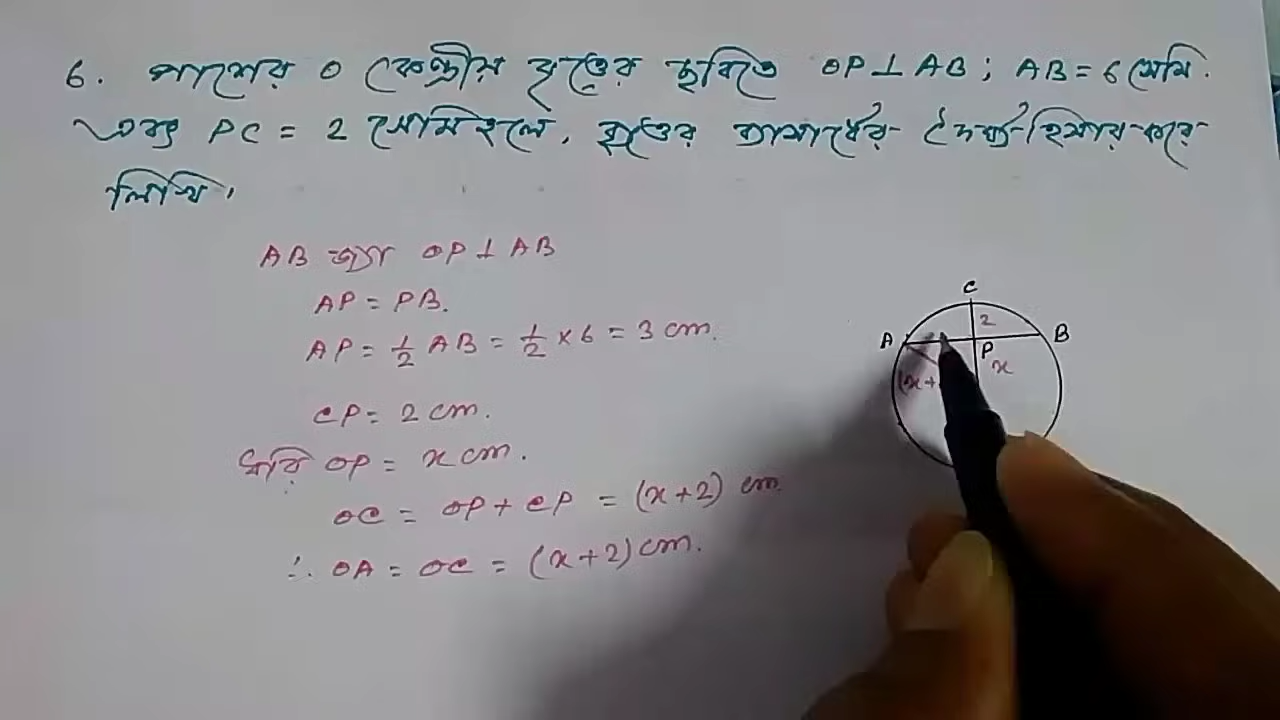 6. পাশের O কেন্দ্রীয় বৃত্তের ছবিতে OP⊥AB; AB=6 সেমি.
এবং PC = 2 সেমি হলে, বৃত্তের ব্যাসার্ধের দৈর্ঘ্য হিসাব করে
লিখি।
AB জ্যা OP⊥AB
AP = PB.
AP = 1/2 AB = 1/2 × 6 = 3 cm.
CP = 2 cm.
ধরি, OP = x cm.
OC = OP + CP = (x+2) cm
∴ OA = OC = (x+2) cm.
C
2
A
B
P
x
(x+